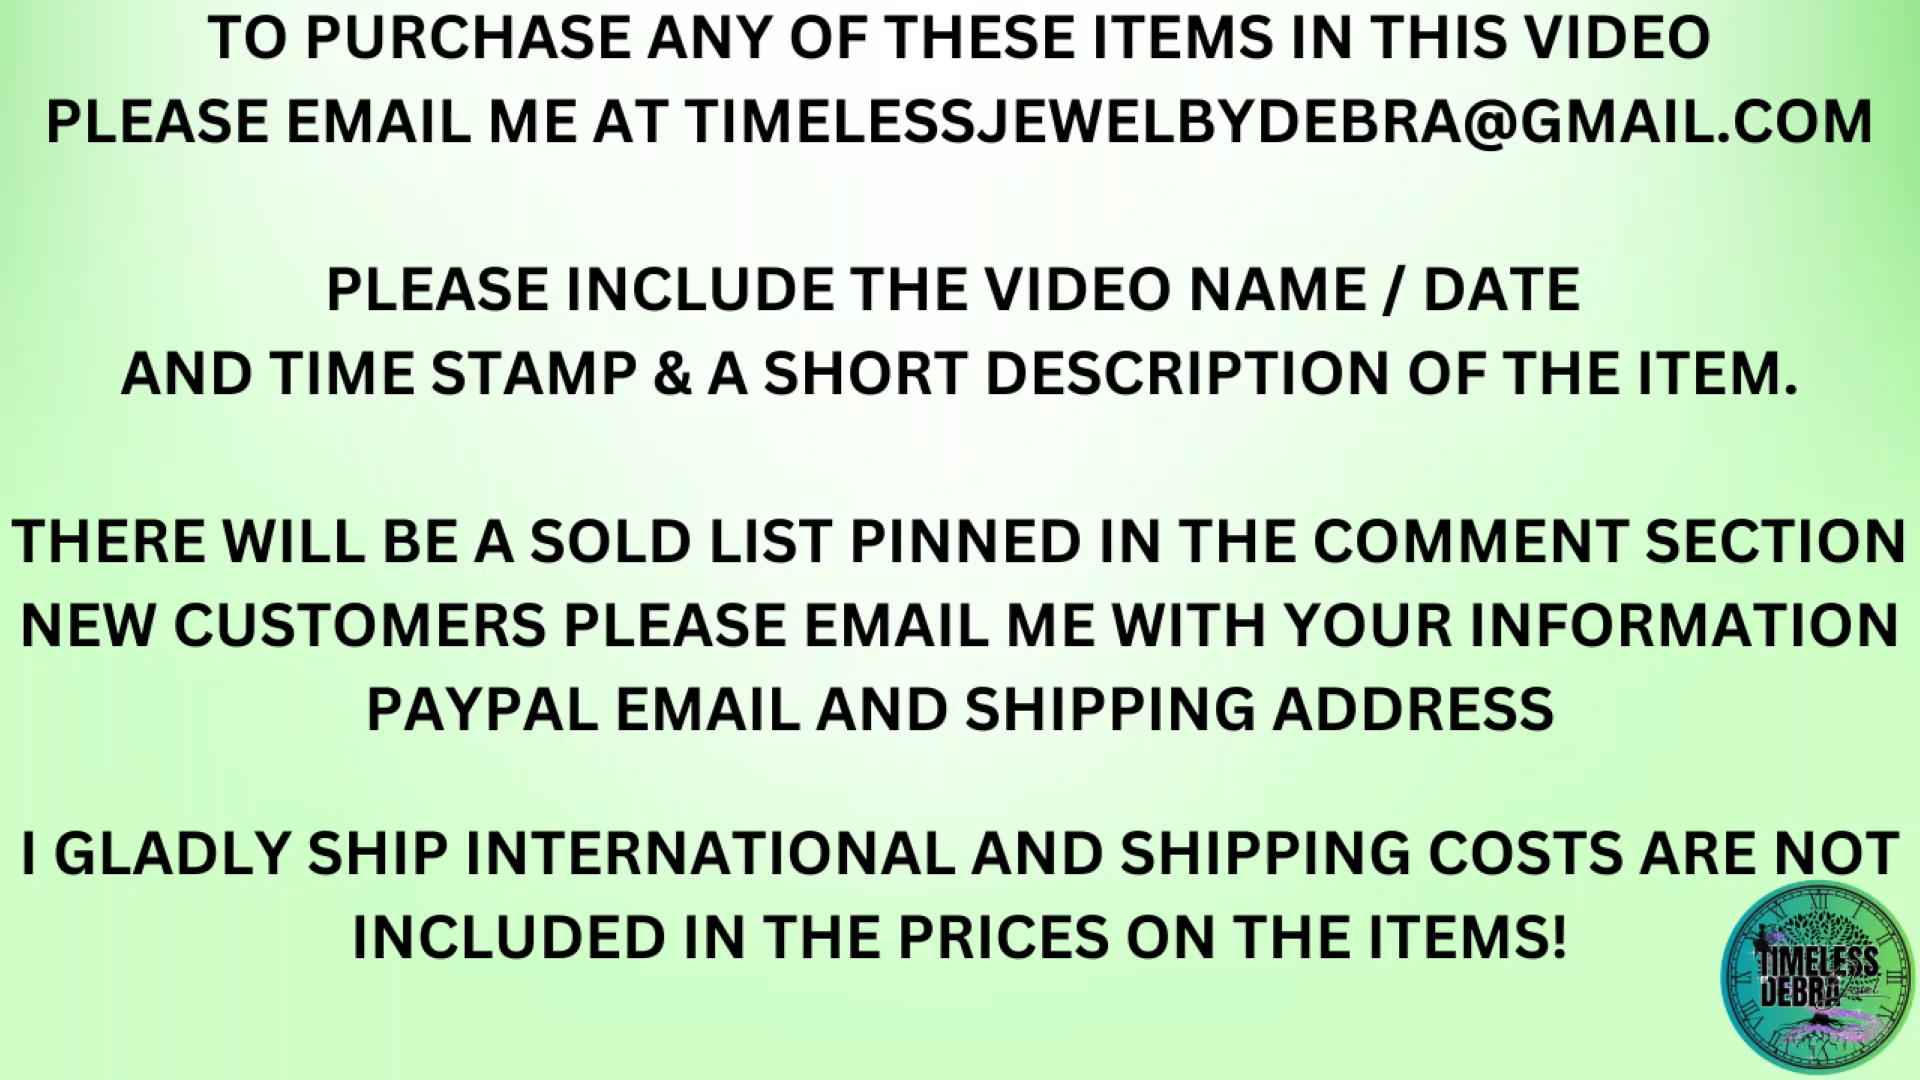 TO PURCHASE ANY OF THESE ITEMS IN THIS VIDEO
PLEASE EMAIL ME AT TIMELESSJEWELBYDEBRA@GMAIL.COM
PLEASE INCLUDE THE VIDEO NAME / DATE
AND TIME STAMP & A SHORT DESCRIPTION OF THE ITEM.
THERE WILL BE A SOLD LIST PINNED IN THE COMMENT SECTION
NEW CUSTOMERS PLEASE EMAIL ME WITH YOUR INFORMATION
PAYPAL EMAIL AND SHIPPING ADDRESS
I GLADLY SHIP INTERNATIONAL AND SHIPPING COSTS ARE NOT
INCLUDED IN THE PRICES ON THE ITEMS!
TIMELESS
DEBRA Jewel